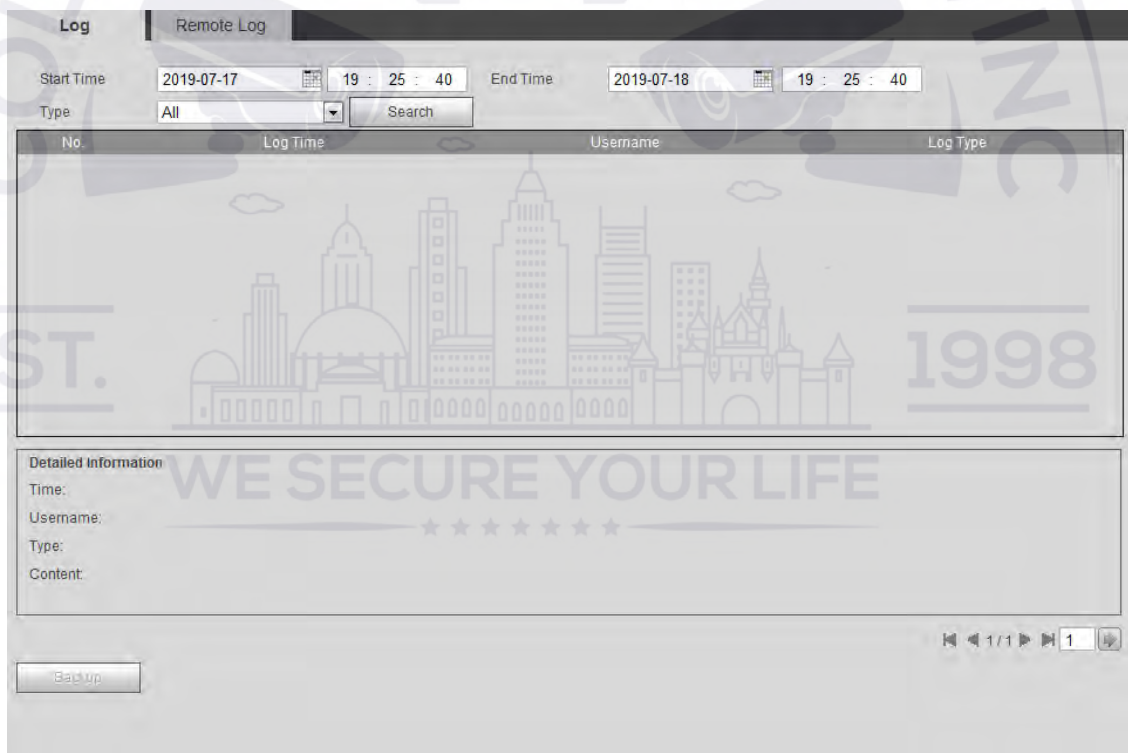 Log
Remote Log
Start Time
2019-07-17
19 : 25 : 40
End Time
2019-07-18
19 : 25 : 40
Type
All
Search
No.
Log Time
Username
Log Type
INC
ST.
1998
Detailed Information
WE SECURE YOUR LIFE
Time:
Username:
Type:
Content:
1/1
1
Backup